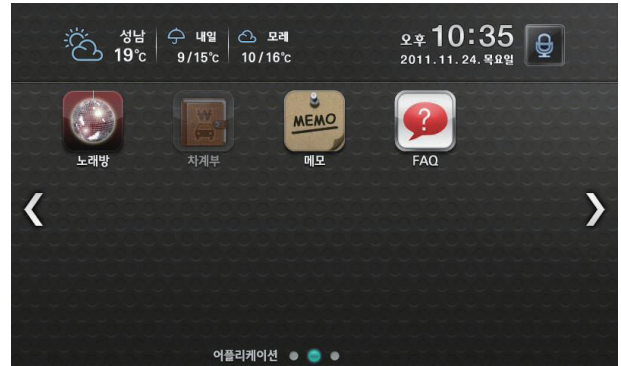 성남
19°c
내일
9/15°c
모레
10/16°c
오후 10:35
2011.11.24.목요일
노래방
₩
차계부
MEMO
메모
?
FAQ
어플리케이션